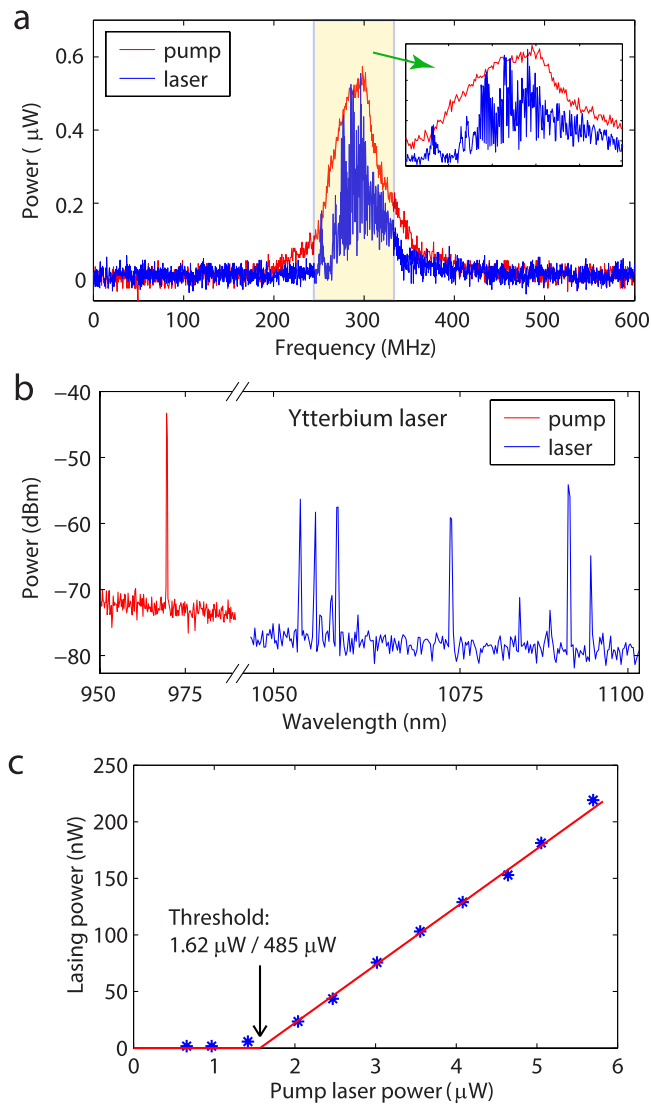 a
0.6
0.4
0.2
0
Power ( μW)
pump
laser
0 100 200 300 400 500 600
Frequency (MHz)
b
−40
−50
−60
−70
−80
Power (dBm)
Ytterbium laser
pump
laser
950 975 1050 1075 1100
Wavelength (nm)
c
250
200
150
100
50
0
Lasing power (nW)
Threshold:
1.62 μW / 485 μW
0 1 2 3 4 5 6
Pump laser power (μW)